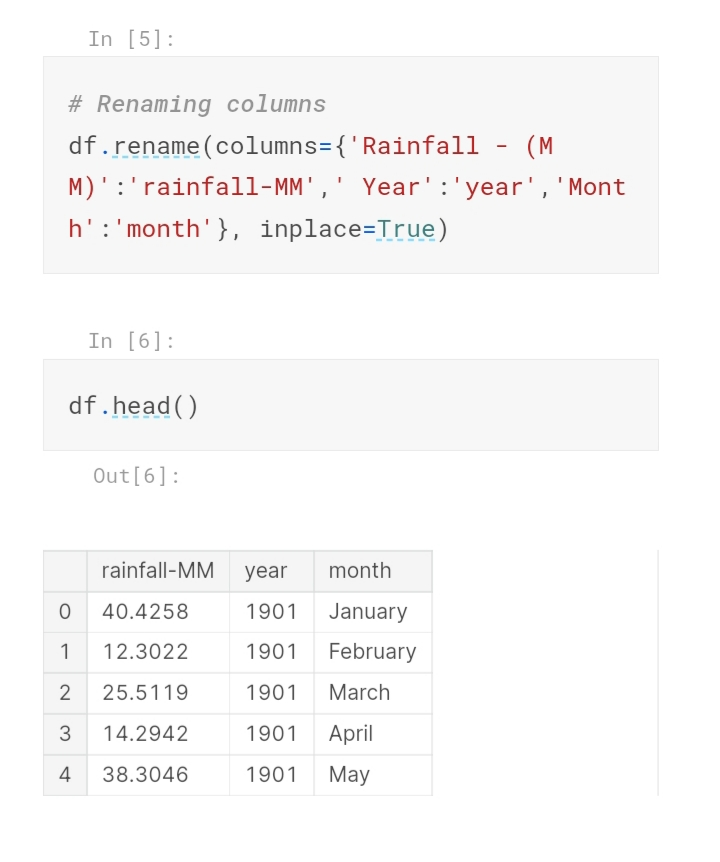 In [5]:
# Renaming columns
df.rename(columns={'Rainfall - (M
M)':'rainfall-MM',' Year':'year','Mont
h':'month'}, inplace=True)
In [6]:
df.head()
Out[6]:
rainfall-MM year month
0 40.4258 1901 January
1 12.3022 1901 February
2 25.5119 1901 March
3 14.2942 1901 April
4 38.3046 1901 May